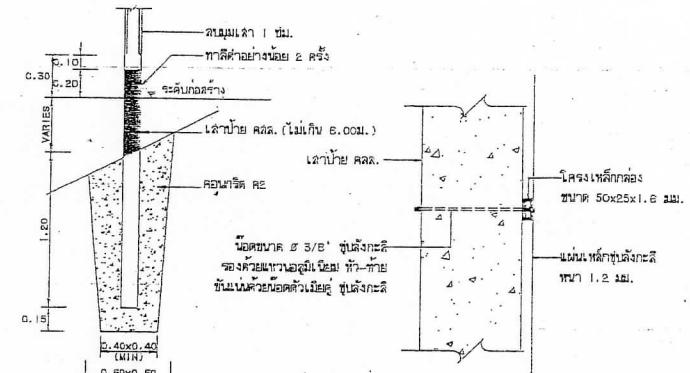 ลบมุมเสา 1 ซม.
0.10
ทาสีดำอย่างน้อย 2 ครั้ง
0.30
0.20
ระดับก่อสร้าง
VARIES
เสาป้าย คสล. (ไม่เกิน 6.00ม.)
เสาป้าย คสล.
โครงเหล็กกล่อง
ขนาด 50x25x1.6 มม.
คอนกรีต ค2
1.20
น๊อตขนาด Ø 3/8" ชุบสังกะสี
รองด้วยแหวนอลูมิเนียม หัว-ท้าย
ขันแน่นด้วยน๊อตตัวเมียคู่ ชุบสังกะสี
แผ่นเหล็กชุบสังกะสี
หนา 1.2 มม.
0.15
0.40x0.40
(MIN)